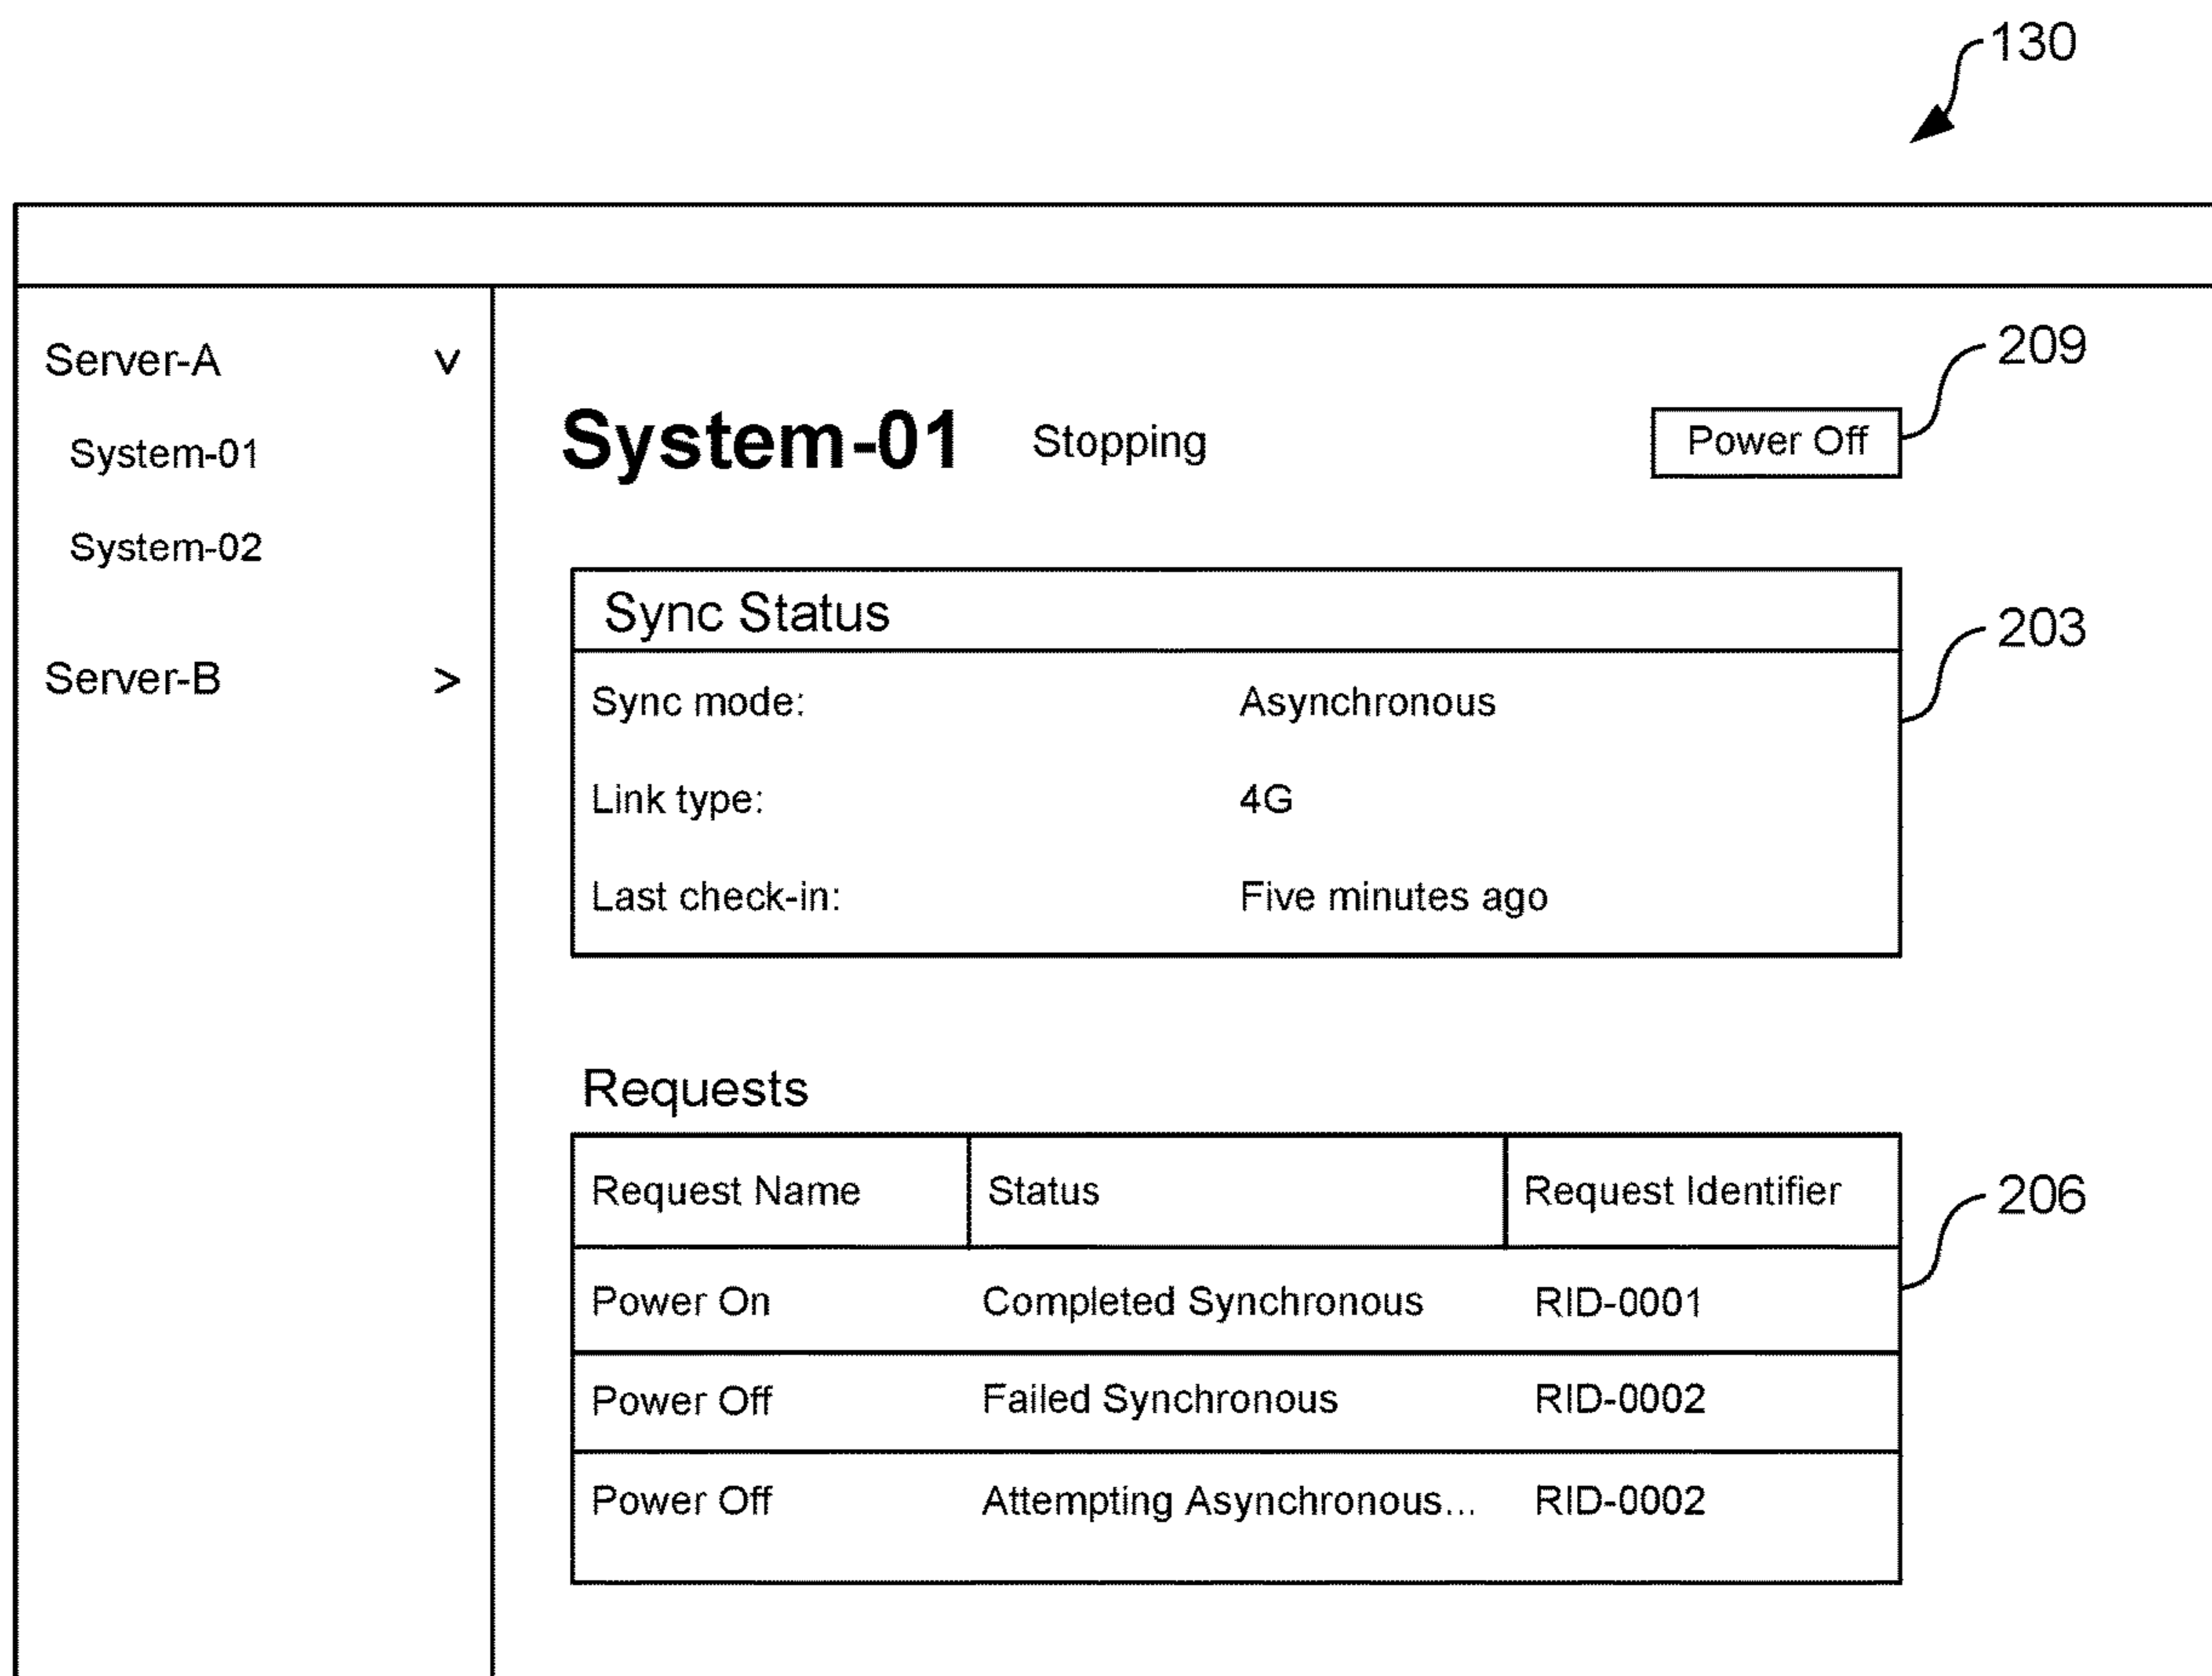 130
Server-A v
System-01
System-02
Server-B >
System-01 Stopping Power Off 209
Sync Status
203
Sync mode: Asynchronous
Link type: 4G
Last check-in: Five minutes ago
Requests
Request Name Status Request Identifier 206
Power On Completed Synchronous RID-0001
Power Off Failed Synchronous RID-0002
Power Off Attempting Asynchronous... RID-0002